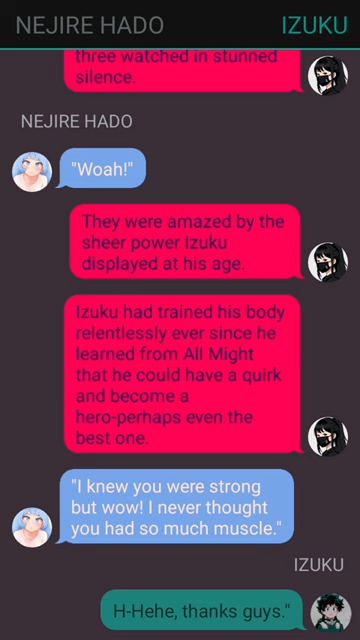 NEJIRE HADO IZUKU
three watched in stunned
silence.
NEJIRE HADO
"Woah!"
They were amazed by the
sheer power Izuku
displayed at his age.
Izuku had trained his body
relentlessly ever since he
learned from All Might
that he could have a quirk
and become a
hero-perhaps even the
best one.
"I knew you were strong
but wow! I never thought
you had so much muscle."
IZUKU
H-Hehe, thanks guys."